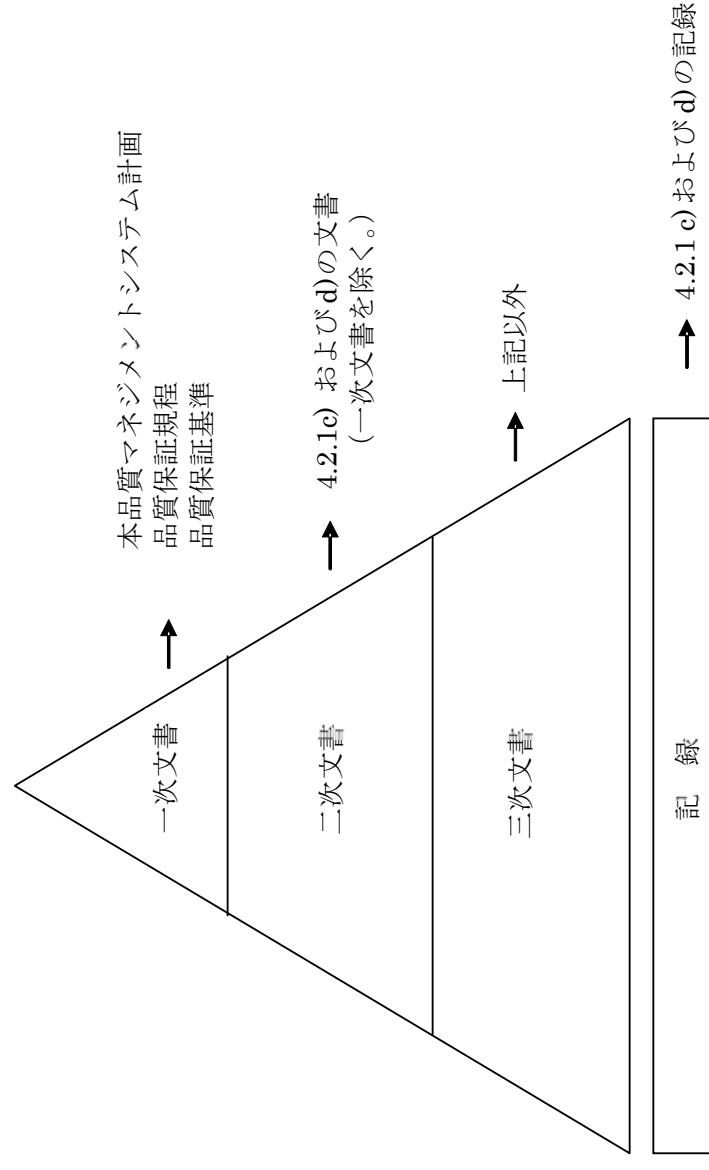 一次文書
本品質マネジメントシステム計画
品質保証規程
品質保証基準
二次文書
4.2.1c) および d)の文書
(一次文書を除く。)
三次文書
上記以外
記 録
4.2.1 c) および d)の記録